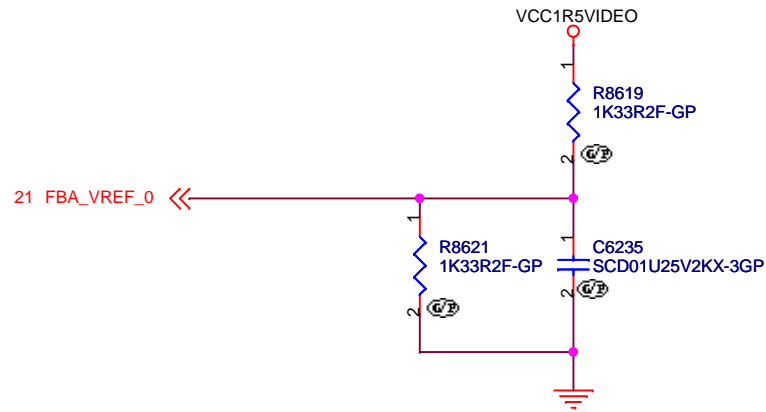 VCC1R5VIDEO
1
R8619
1K33R2F-GP
2
G/P
21 FBA_VREF_0
1
R8621
1K33R2F-GP
2
G/P
1
C6235
SCD01U25V2KX-3GP
2
G/P